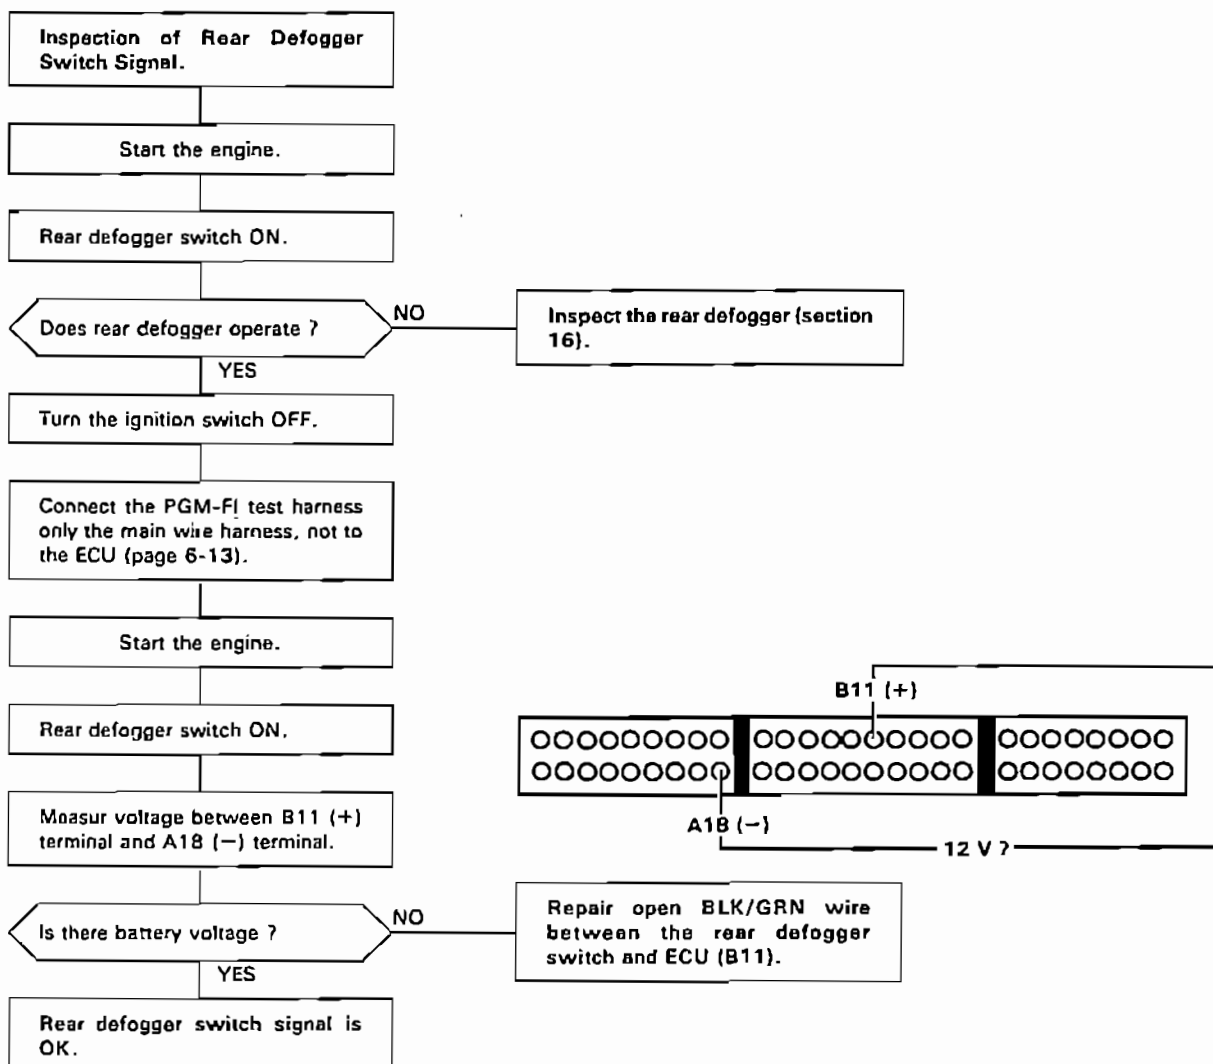 Inspection of Rear Defogger
Switch Signal.
Start the engine.
Rear defogger switch ON.
Does rear defogger operate ?
NO
Inspect the rear defogger (section
16).
YES
Turn the ignition switch OFF.
Connect the PGM-FI test harness
only the main wire harness, not to
the ECU (page 6-13).
Start the engine.
Rear defogger switch ON.
Measur voltage between B11 (+)
terminal and A18 (−) terminal.
B11 (+)
A18 (−)
12 V ?
Is there battery voltage ?
NO
Repair open BLK/GRN wire
between the rear defogger
switch and ECU (B11).
YES
Rear defogger switch signal is
OK.